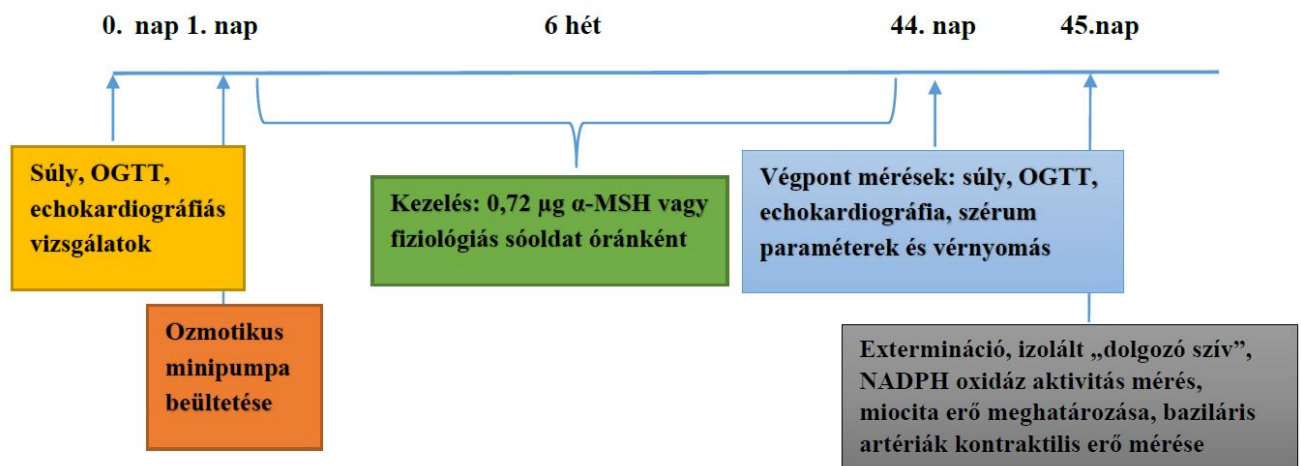 0. nap 1. nap 6 hét 44. nap 45.nap
Súly, OGTT,
echokardiográfiás
vizsgálatok
Ozmotikus
minipumpa
beültetése
Kezelés: 0,72 µg α-MSH vagy
fiziológiás sóoldat óránként
Végpont mérések: súly, OGTT,
echokardiográfia, szérum
paraméterek és vérnyomás
Extermináció, izolált „dolgozó szív”,
NADPH oxidáz aktivitás mérés,
miocita erő meghatározása, baziláris
artériák kontraktilis erő mérése